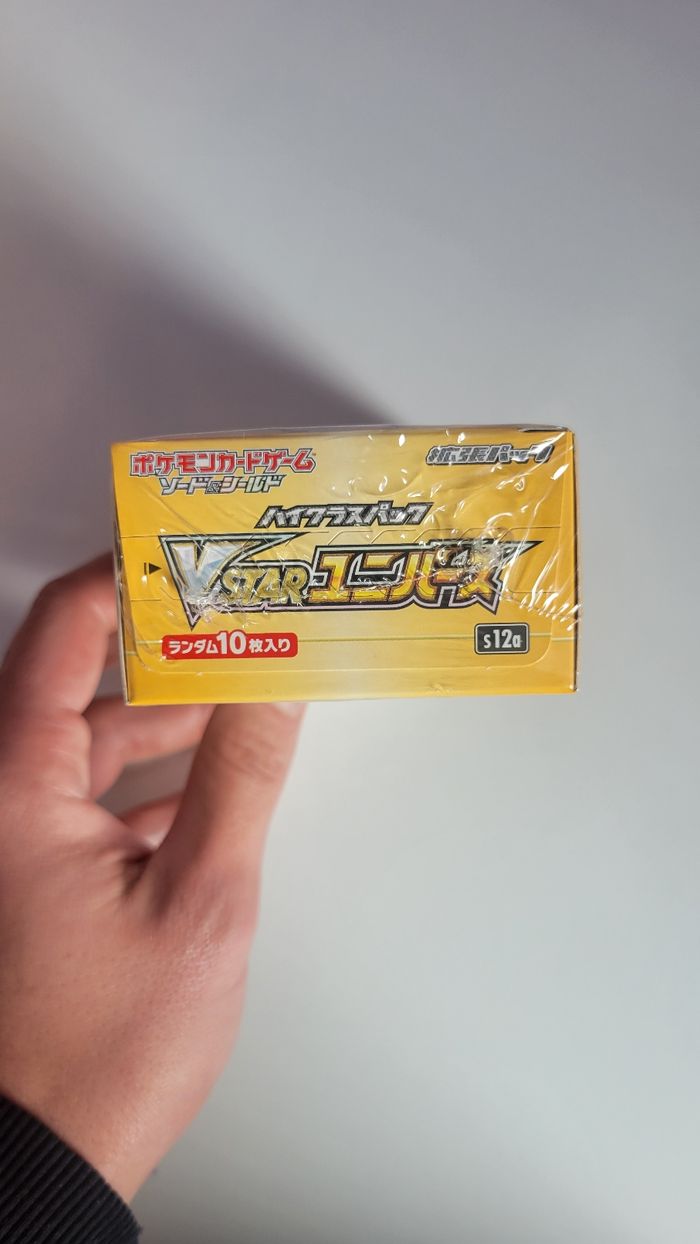 ポケモンカードゲーム
ソード&シールド
拡張パック
ハイクラスパック
VSTARユニバース
ランダム10枚入り
s12a